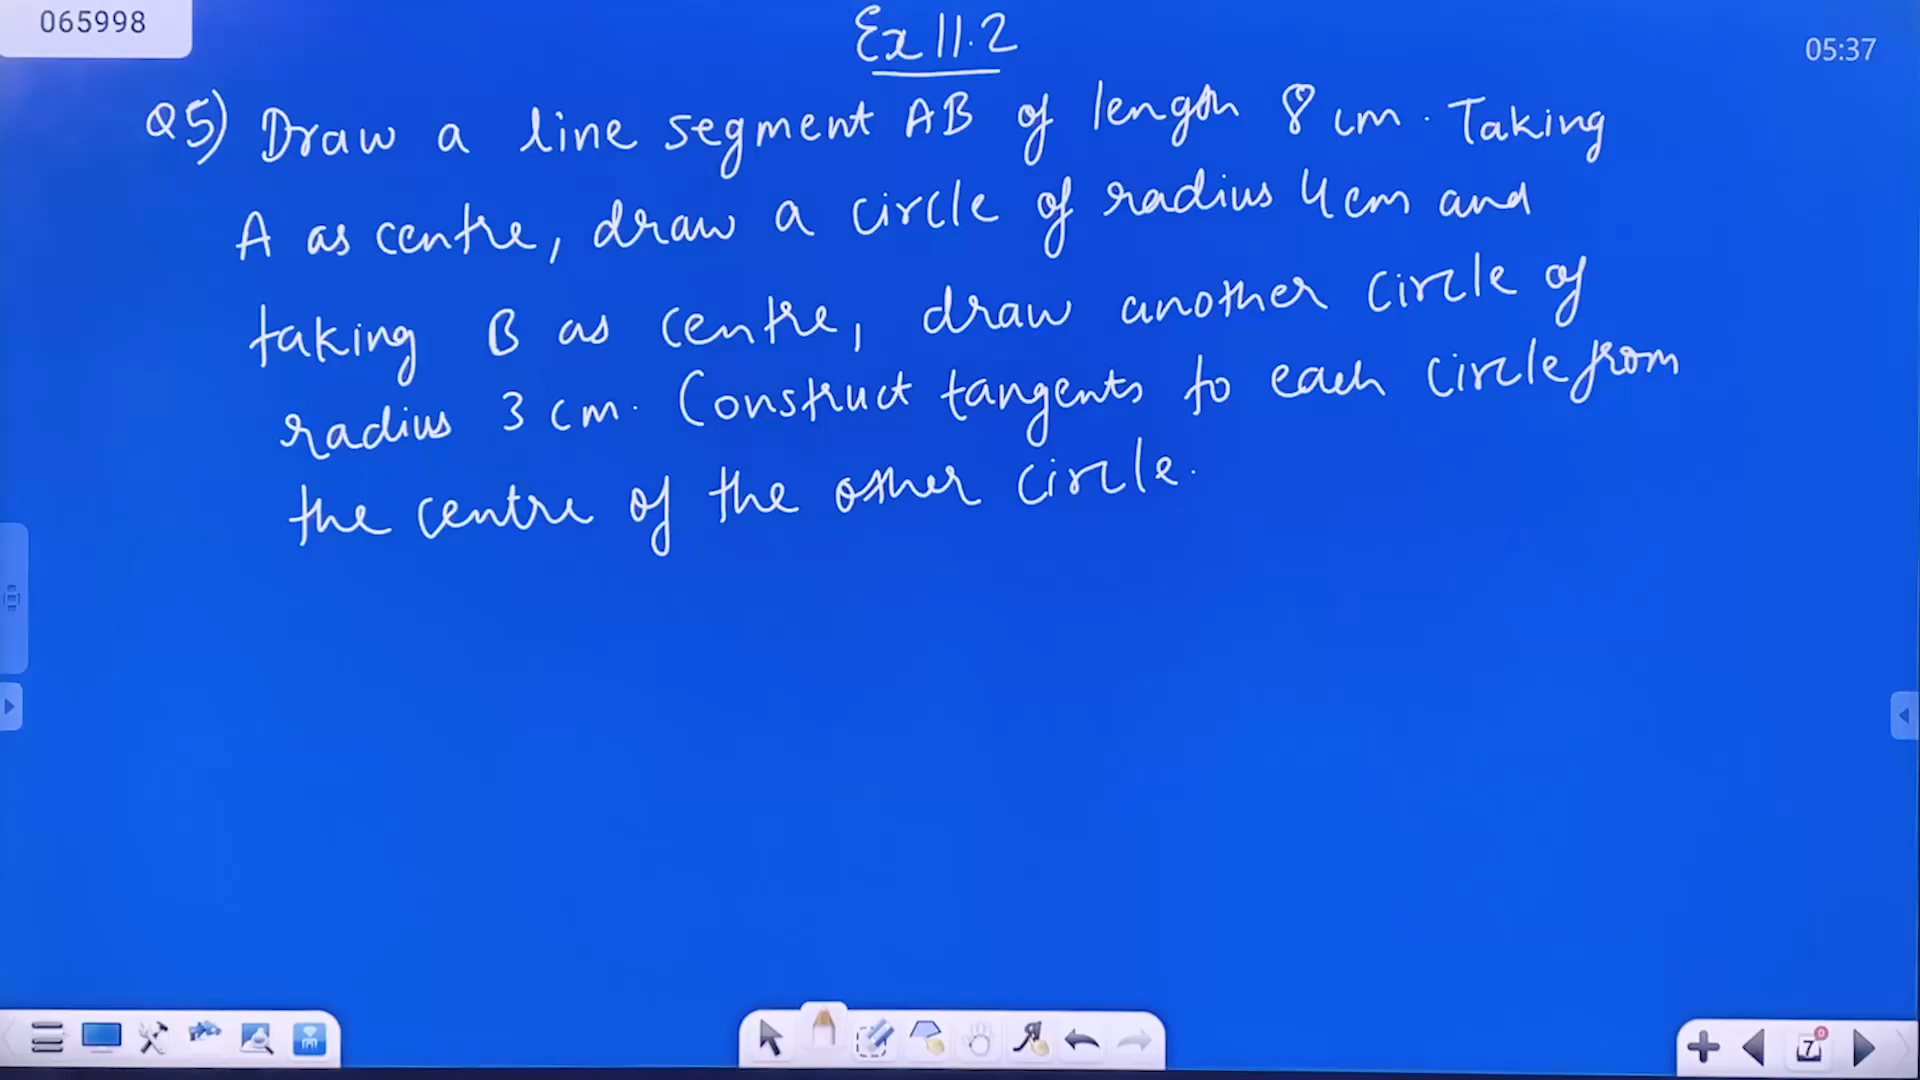 065998
Ex 11.2
05:37
Q5) Draw a line segment AB of length 8 cm. Taking
A as centre, draw a circle of radius 4 cm and
taking B as centre, draw another circle of
radius 3 cm. Construct tangents to each circle from
the centre of the other circle.
7
0